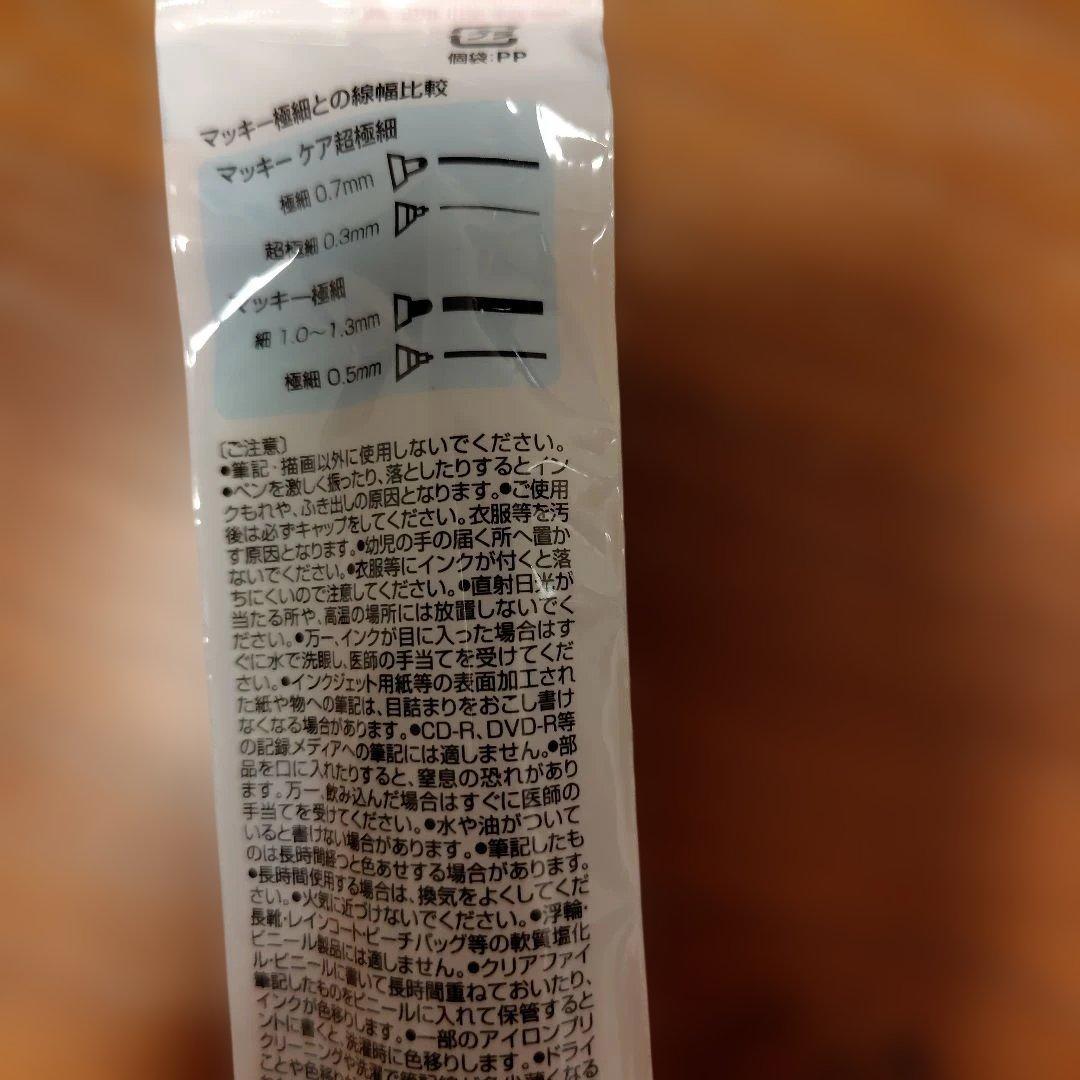 個袋:PP
マッキー極細との線幅比較
マッキー ケア超極細
極細 0.7mm
超極細 0.3mm
マッキー極細
細 1.0～1.3mm
極細 0.5mm
〔ご注意〕
●筆記・描画以外に使用しないでください。
●ペンを激しく振ったり、落としたりするとイン
クもれや、ふき出しの原因となります。●ご使用
後は必ずキャップをしてください。衣服等を汚
す原因となります。●幼児の手の届く所へ置か
ないでください。●衣服等にインクが付くと落
ちにくいので注意してください。●直射日光が
当たる所や、高温の場所には放置しないでく
ださい。●万一、インクが目に入った場合はす
ぐに水で洗眼し、医師の手当てを受けてくだ
さい。●インクジェット用紙等の表面加工され
た紙や物への筆記は、目詰まりをおこし書け
なくなる場合があります。●CD-R、DVD-R等
の記録メディアへの筆記には適しません。●部
品を口に入れたりすると、窒息の恐れがあり
ます。万一、飲み込んだ場合はすぐに医師の
手当てを受けてください。●水や油がついて
いると書けない場合があります。●筆記したも
のは長時間経つと色あせする場合があります。
●長時間使用する場合は、換気をよくしてくだ
さい。●火気に近づけないでください。●浮輪・
長靴・レインコート・ビーチバッグ等の軟質塩化
ビニール製品には適しません。●クリアファイ
ル・ビニールに書いて長時間重ねておいたり、
筆記したものをビニールに入れて保管すると
インクが色移りします。●一部のアイロンプリ
ントに書くと、洗濯時に色移りします。●ドライ
クリーニングや洗濯で筆記線が多少薄くなる
ことや色移り